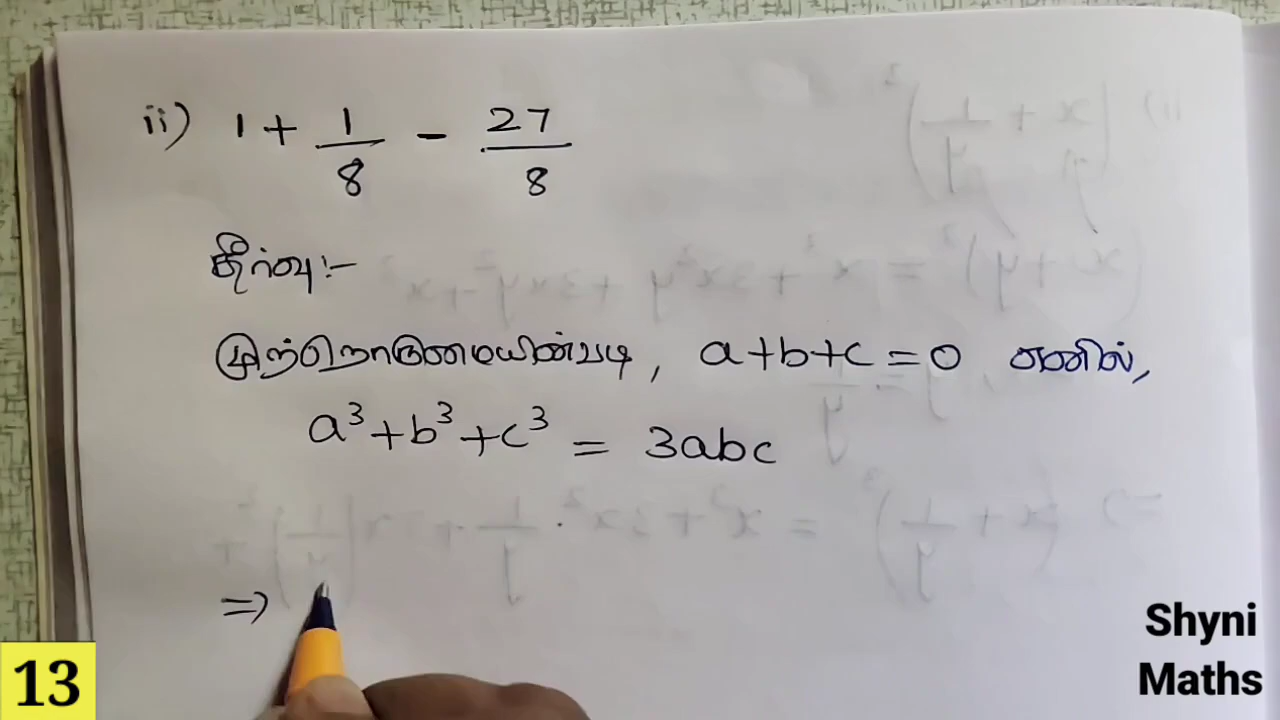 ii) 1 + 1/8 - 27/8
தீர்வு:-
முற்றொருமையின்படி, a+b+c = 0 எனில்,
a³+b³+c³ = 3abc
⇒
Shyni
Maths
13